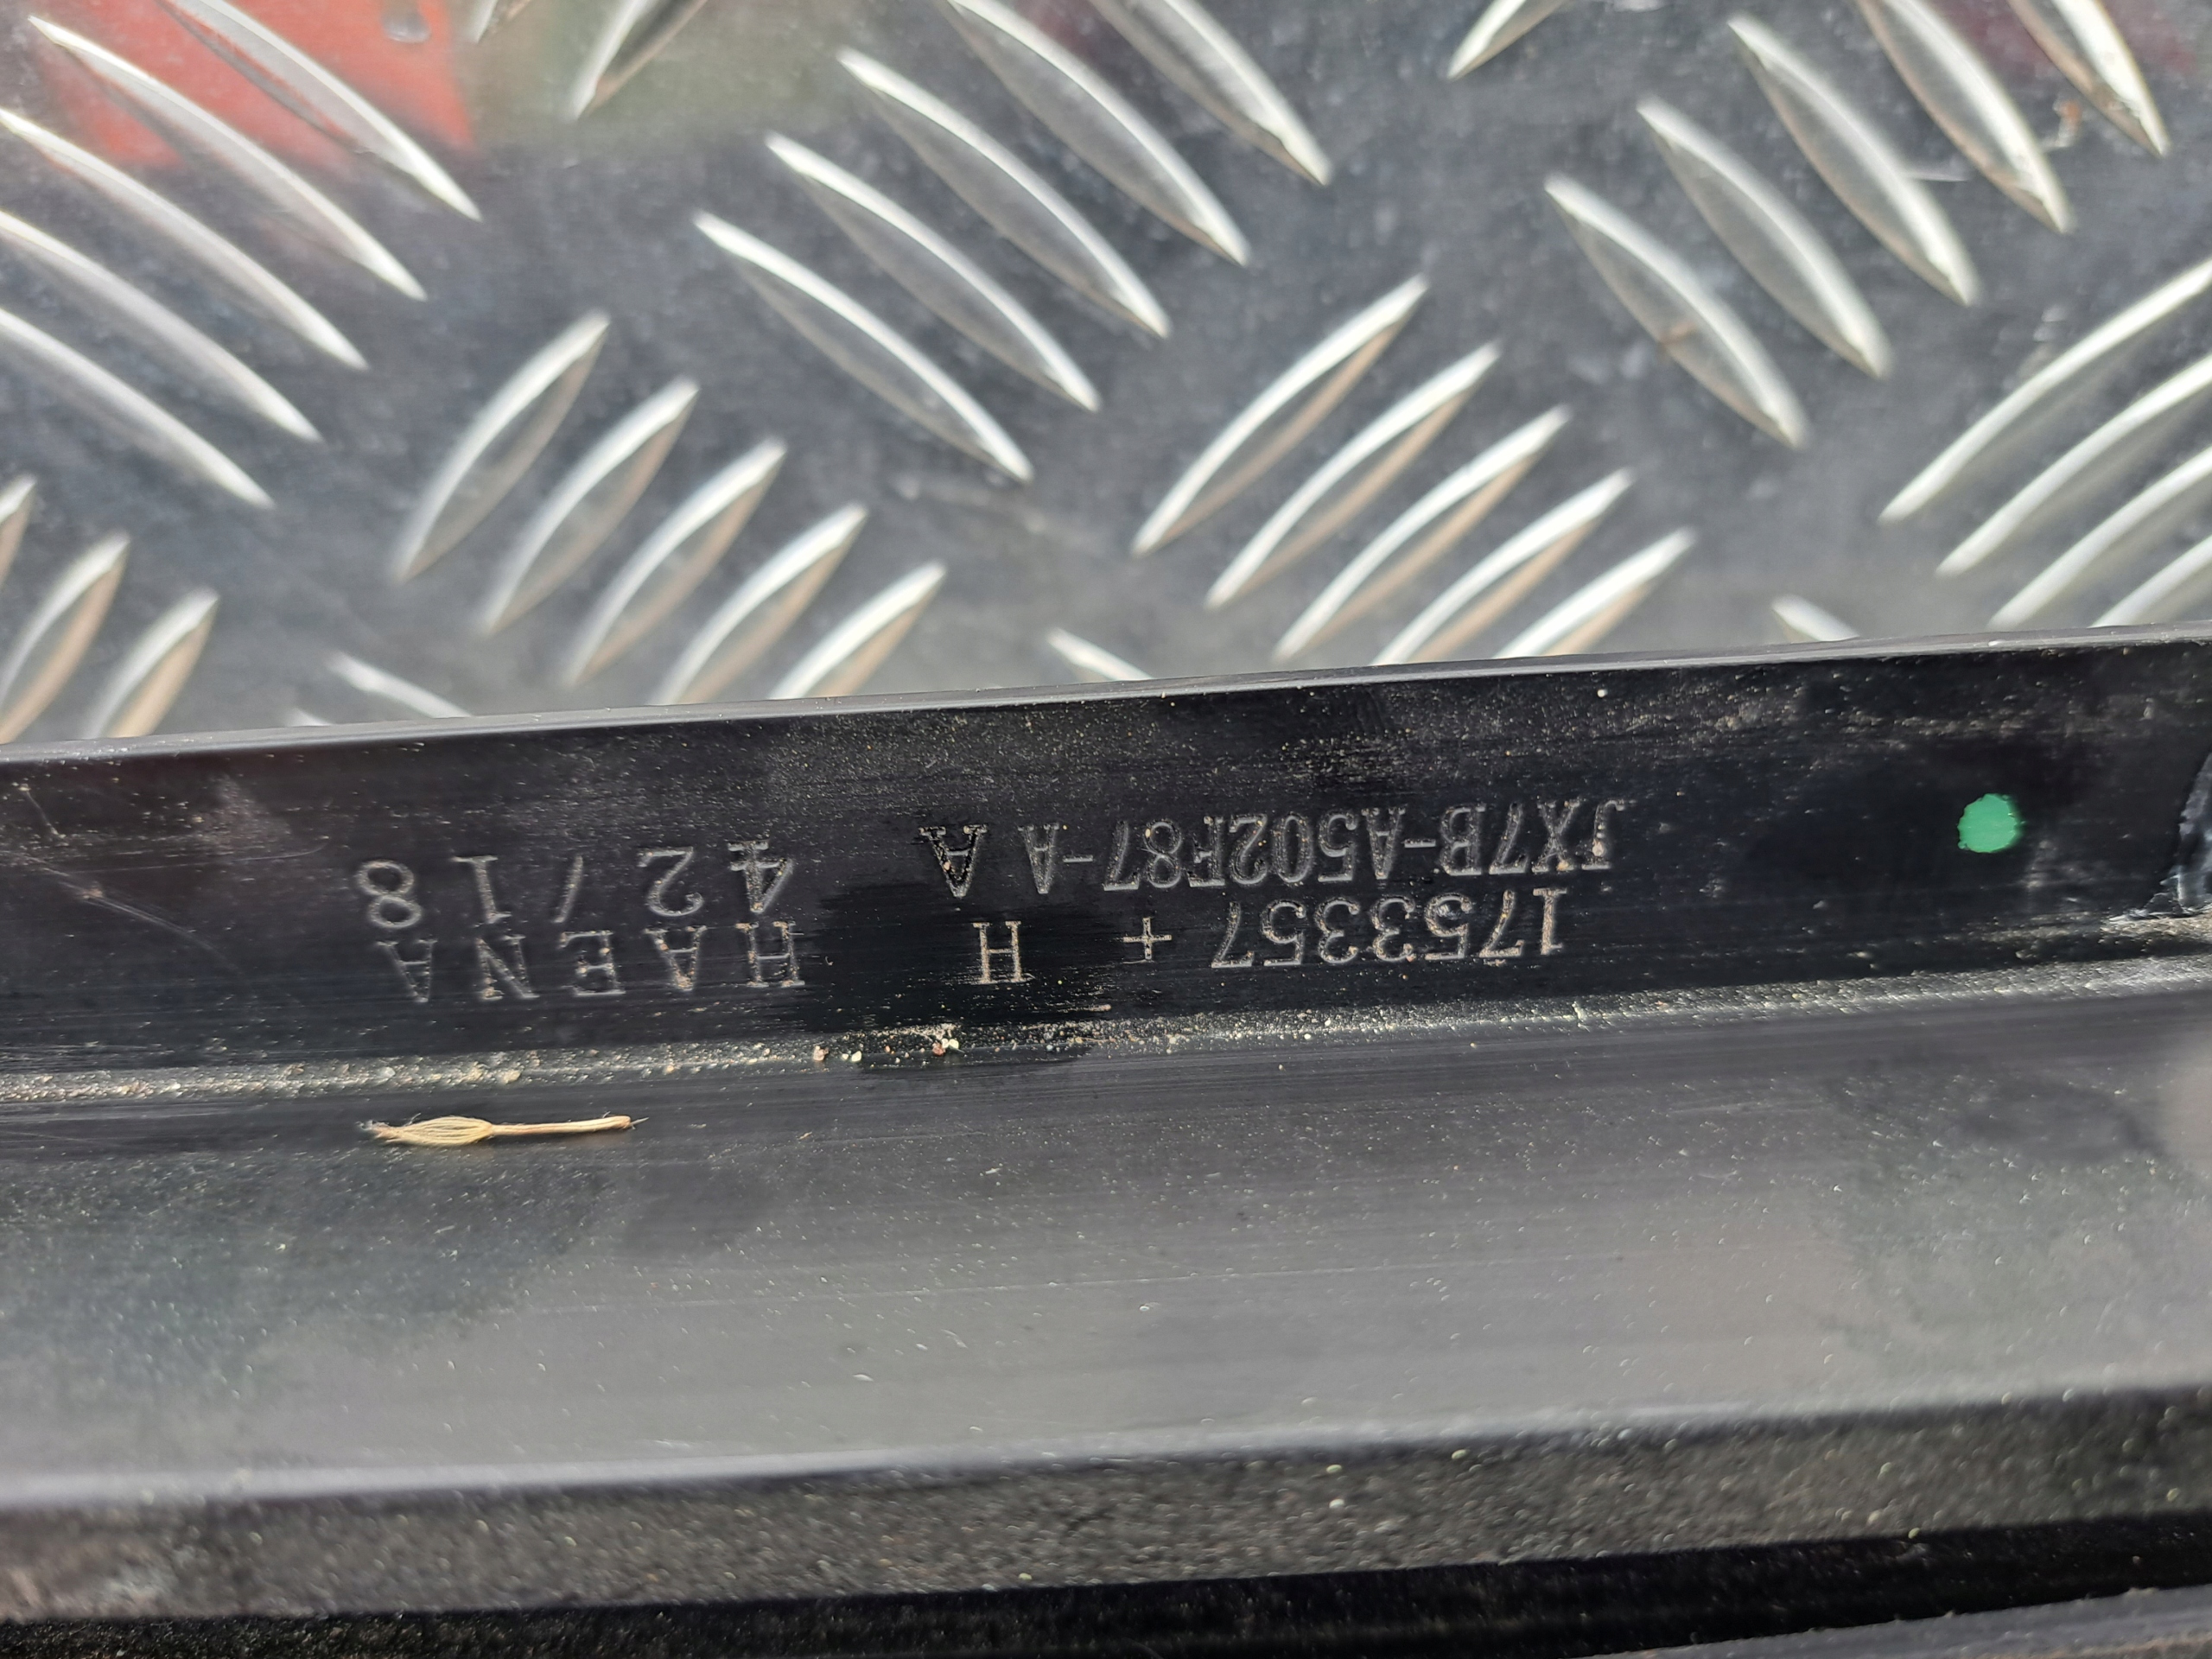 1753357 + H HAENA
JX7B-A502F87-A A A 42/18